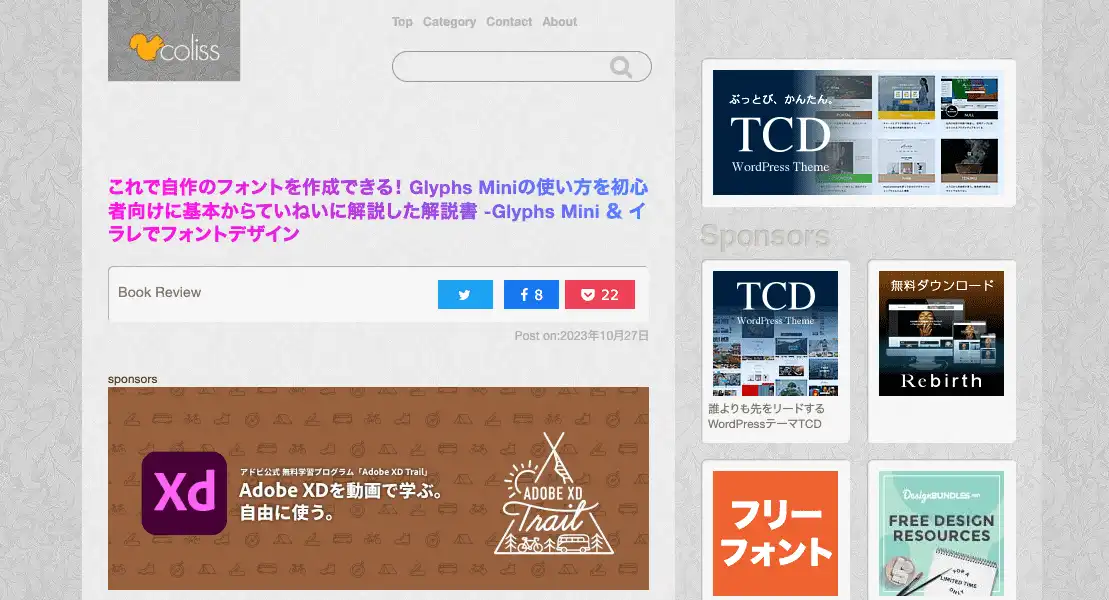 coliss
Top Category Contact About
これで自作のフォントを作成できる! Glyphs Miniの使い方を初心
者向けに基本からていねいに解説した解説書 -Glyphs Mini & イ
ラレでフォントデザイン
Book Review
8
22
Post on:2023年10月27日
sponsors
Xd
アドビ公式 無料学習プログラム「Adobe XD Trail」
Adobe XDを動画で学ぶ。
自由に使う。
ADOBE XD
Trail
ぶっとび、かんたん。
TCD
WordPress Theme
Sponsors
TCD
WordPress Theme
誰よりも先をリードする
WordPressテーマTCD
無料ダウンロード
Rebirth
フリー
フォント
DesignBUNDLES.net
FREE DESIGN
RESOURCES
FOR A
LIMITED TIME
ONLY